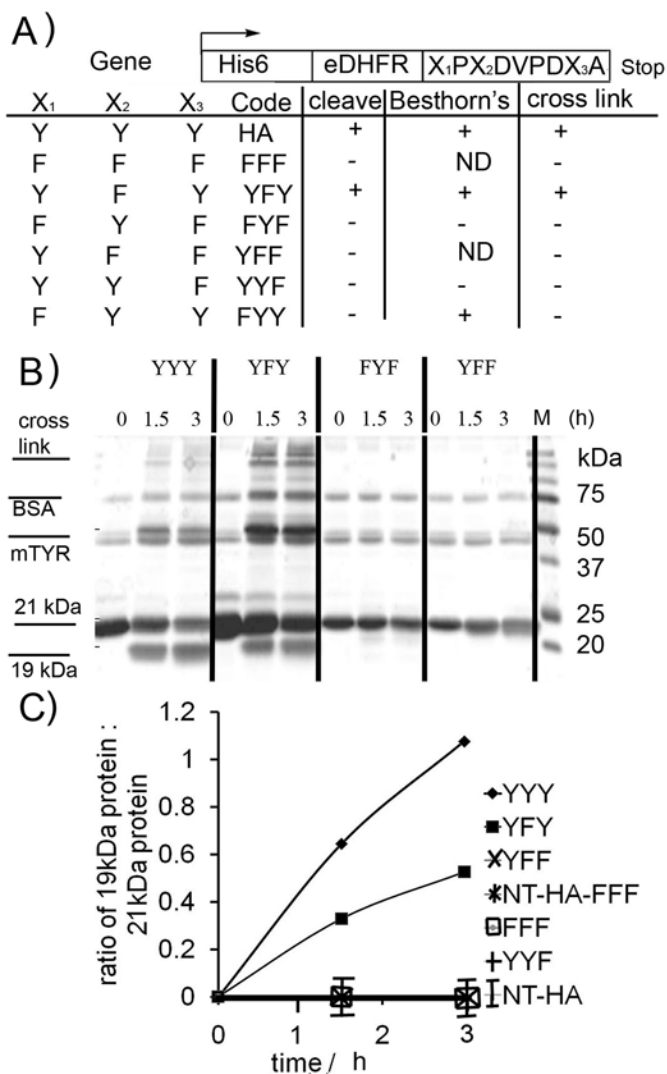 A)
Gene His6 eDHFR X₁PX₂DVPDX₃A Stop
X₁ X₂ X₃ Code cleave Besthorn's cross link
Y Y Y HA + + +
F F F FFF - ND -
Y F Y YFY + + +
F Y F FYF - - -
Y F F YFF - ND -
Y Y F YYF - - -
F Y Y FYY - + -
B)
YYY YFY FYF YFF
0 1.5 3 0 1.5 3 0 1.5 3 0 1.5 3 M (h)
cross
link
kDa
BSA
75
mTYR
50
37
21 kDa
25
19 kDa
20
C)
ratio of 19kDa protein :
21kDa protein
1.2
1
0.8
0.6
0.4
0.2
0
0 1 2 3
time/ h
YYY
YFY
YFF
NT-HA-FFF
FFF
YYF
NT-HA